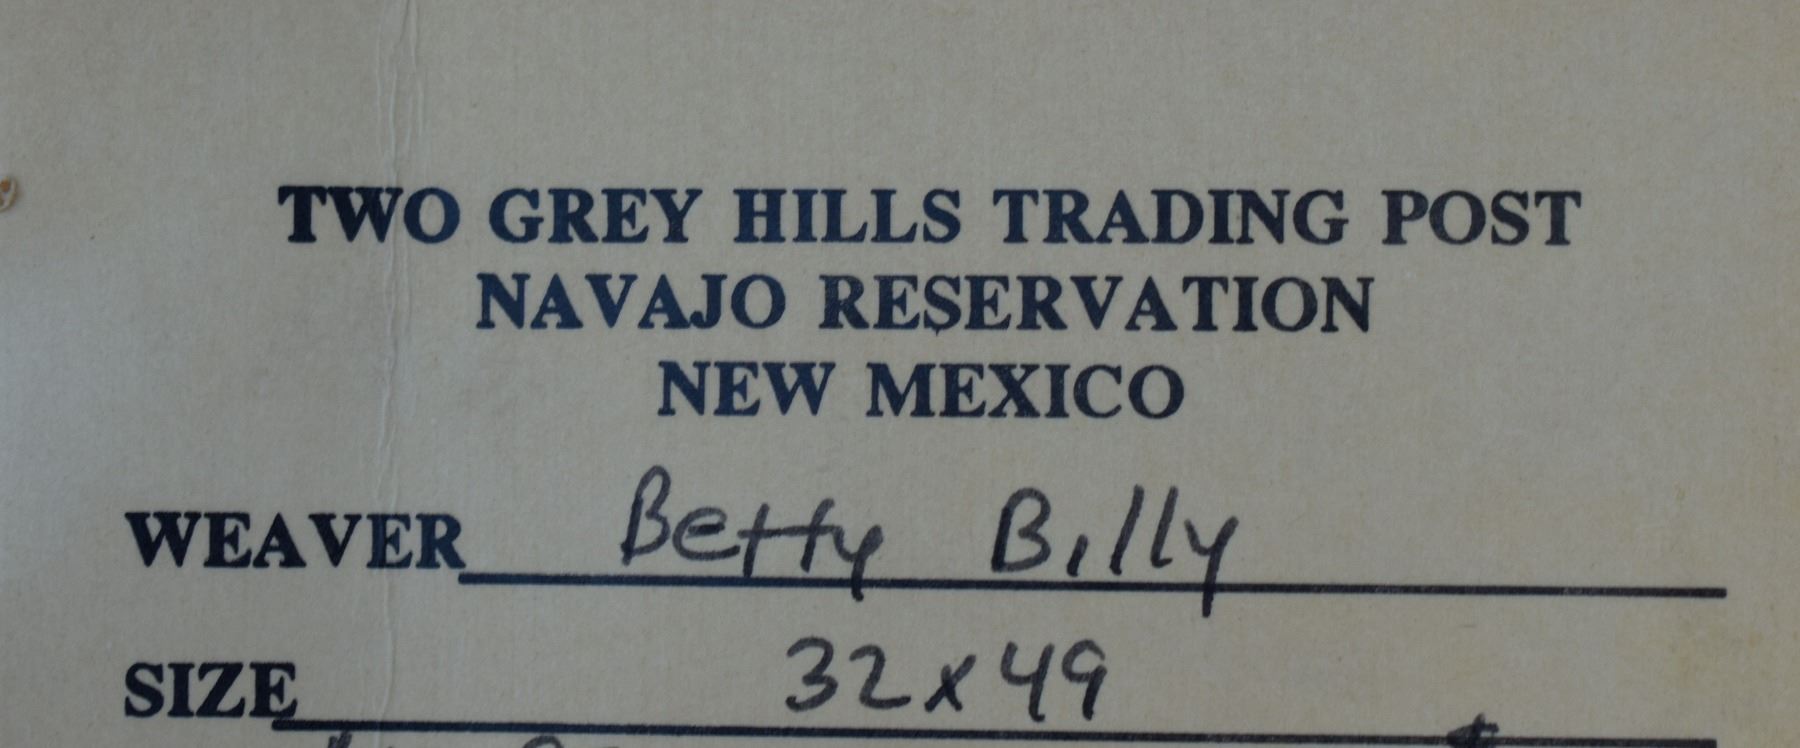 TWO GREY HILLS TRADING POST
NAVAJO RESERVATION
NEW MEXICO
WEAVER Betty Billy
SIZE 32x49